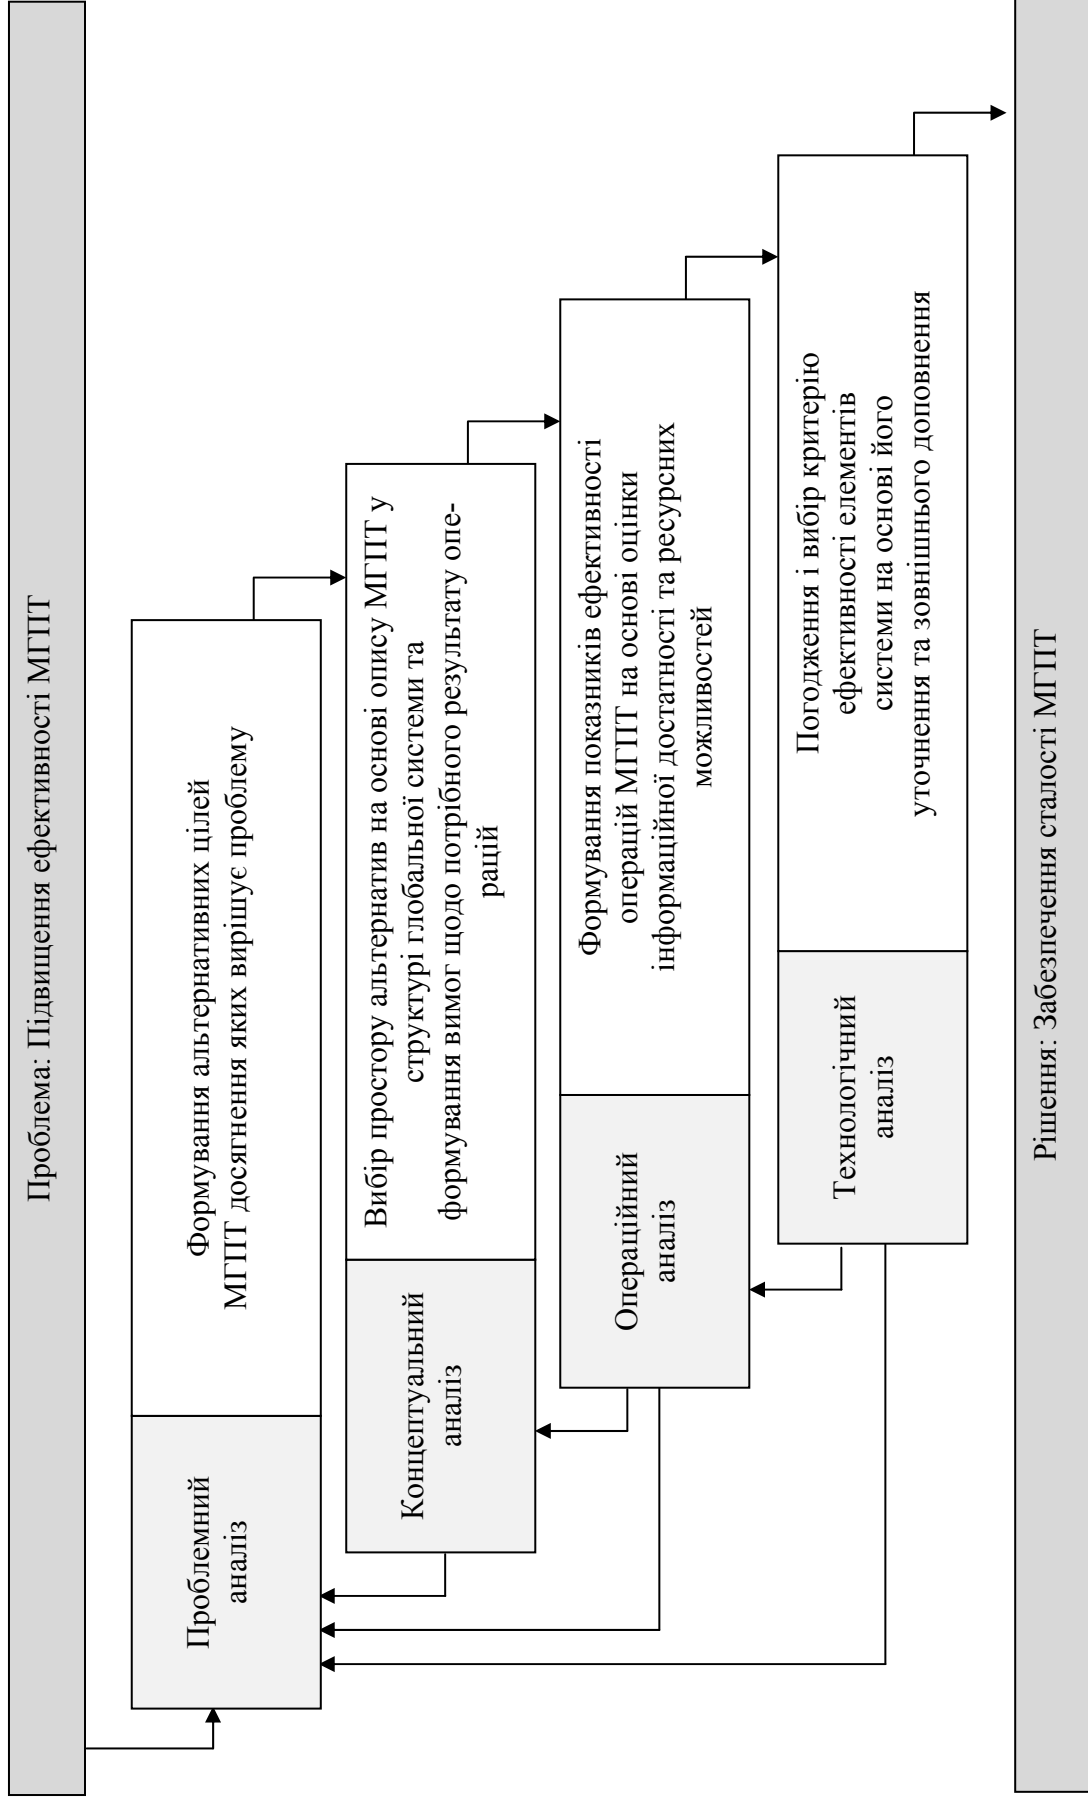 Проблема: Підвищення ефективності МГПТ
Проблемний
аналіз
Формування альтернативних цілей
МГПТ досягнення яких вирішує проблему
Концептуальний
аналіз
Вибір простору альтернатив на основі опису МГПТ у
структурі глобальної системи та
формування вимог щодо потрібного результату опе-
рацій
Операційний
аналіз
Формування показників ефективності
операцій МГПТ на основі оцінки
інформаційної достатності та ресурсних
можливостей
Технологічний
аналіз
Погодження і вибір критерію
ефективності елементів
системи на основі його
уточнення та зовнішнього доповнення
Рішення: Забезпечення сталості МГПТ